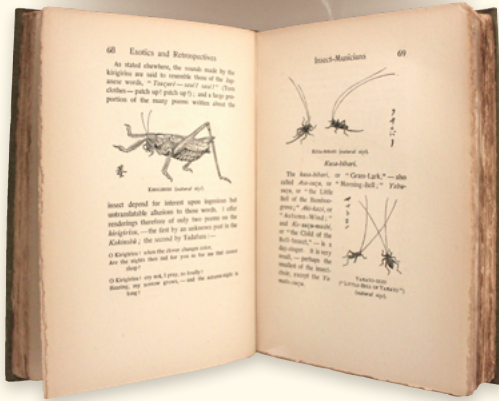 68 Exotics and Retrospectives
As stated elsewhere, the sounds made by the
kirigirisu are said to resemble those of the Jap-
anese words, "Tsuzuré—sasé! sasé!" (Torn
clothes—patch up! patch up!); and a large pro-
portion of the many poems written about the
KIRIGIRISU (natural size).
insect depend for interest upon ingenious but
untranslatable allusions to those words. I offer
renderings therefore of only two poems on the
kirigirisu,—the first by an unknown poet in the
Kokinshū; the second by Tadafusa:—
O Kirigirisu! when the clover changes color,
Are the nights then sad for you as for me that cannot
sleep?
O Kirigirisu! cry not, I pray, so loudly!
Hearing, my sorrow grows,—and the autumn-night is
long!
Insect-Musicians 69
KUSA-HIBARI (natural size).
Kusa-hibari.
The kusa-hibari, or "Grass-Lark,"—also
called Asa-suzu, or "Morning-Bell;" Yabu-
suzu, or "the Little
Bell of the Bamboo-
grove;" Aki-kazé, or
"Autumn-Wind;"
and Ko-suzu-mushi,
or "the Child of the
Bell-Insect,"—is a
day-singer. It is very
small,—perhaps the
smallest of the insect-
choir, except the Ya-
mato-suzu.
YAMATO-SUZU
("LITTLE-BELL OF YAMATO")
(natural size).